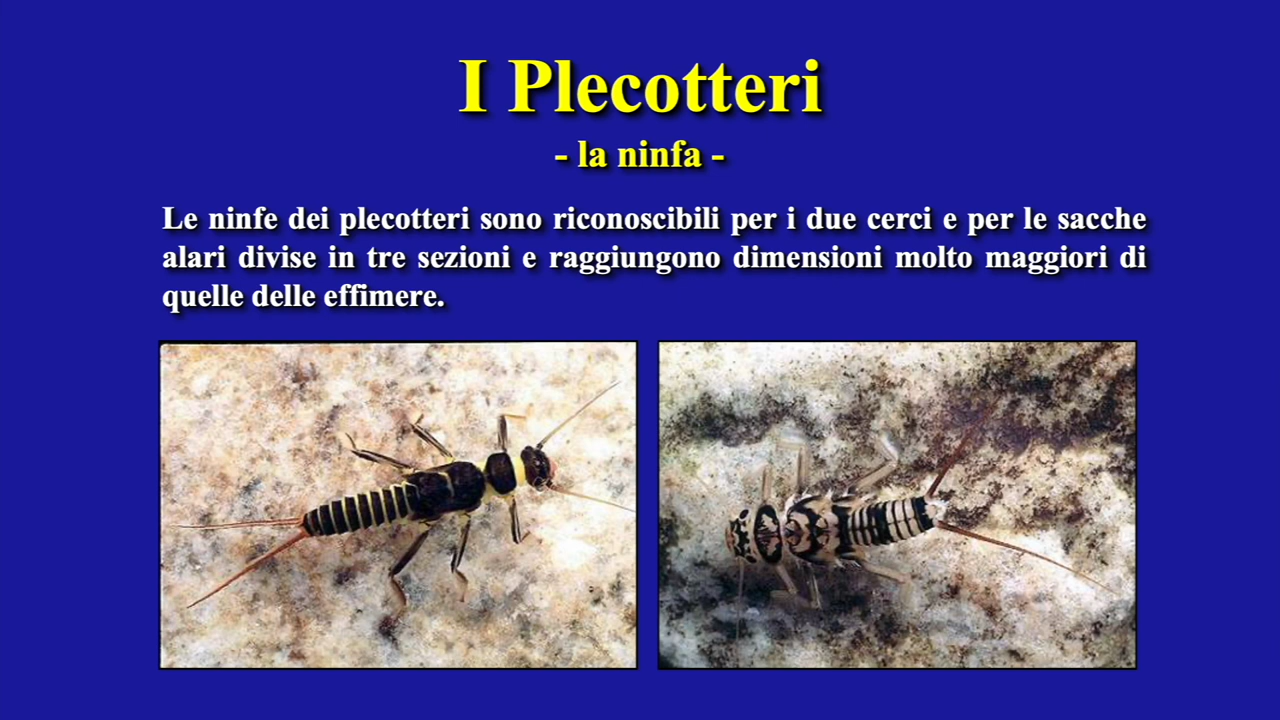 I Plecotteri
- la ninfa -
Le ninfe dei plecotteri sono riconoscibili per i due cerci e per le sacche
alari divise in tre sezioni e raggiungono dimensioni molto maggiori di
quelle delle effimere.